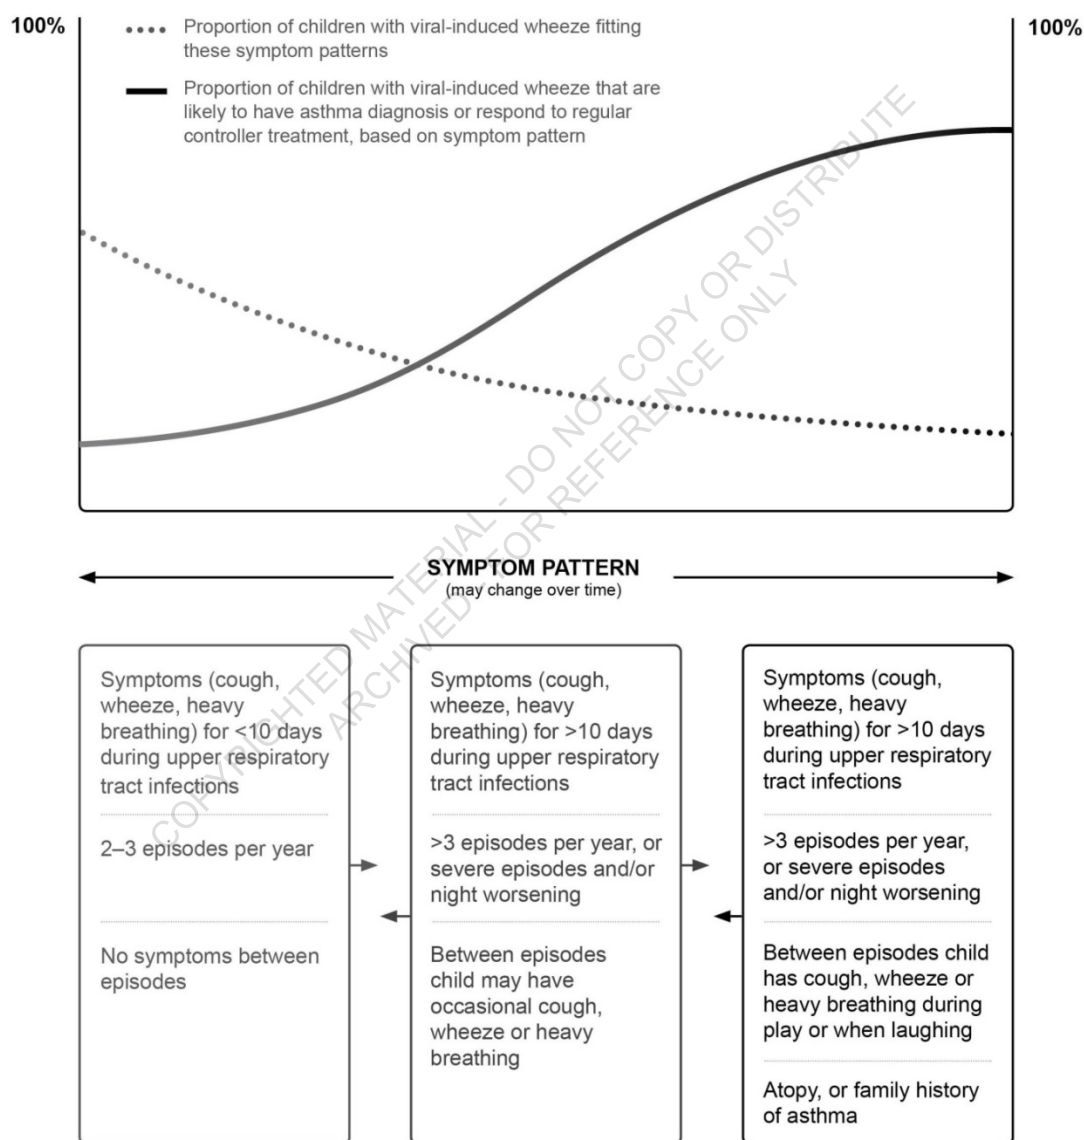 100%
100%
Proportion of children with viral-induced wheeze fitting
these symptom patterns
Proportion of children with viral-induced wheeze that are
likely to have asthma diagnosis or respond to regular
controller treatment, based on symptom pattern
COPYRIGHTED MATERIAL - DO NOT COPY OR DISTRIBUTE
ARCHIVED - FOR REFERENCE ONLY
SYMPTOM PATTERN
(may change over time)
Symptoms (cough,
wheeze, heavy
breathing) for <10 days
during upper respiratory
tract infections
2–3 episodes per year
No symptoms between
episodes
Symptoms (cough,
wheeze, heavy
breathing) for >10 days
during upper respiratory
tract infections
>3 episodes per year, or
severe episodes and/or
night worsening
Between episodes
child may have
occasional cough,
wheeze or heavy
breathing
Symptoms (cough,
wheeze, heavy
breathing) for >10 days
during upper respiratory
tract infections
>3 episodes per year,
or severe episodes
and/or night worsening
Between episodes child
has cough, wheeze or
heavy breathing during
play or when laughing
Atopy, or family history
of asthma